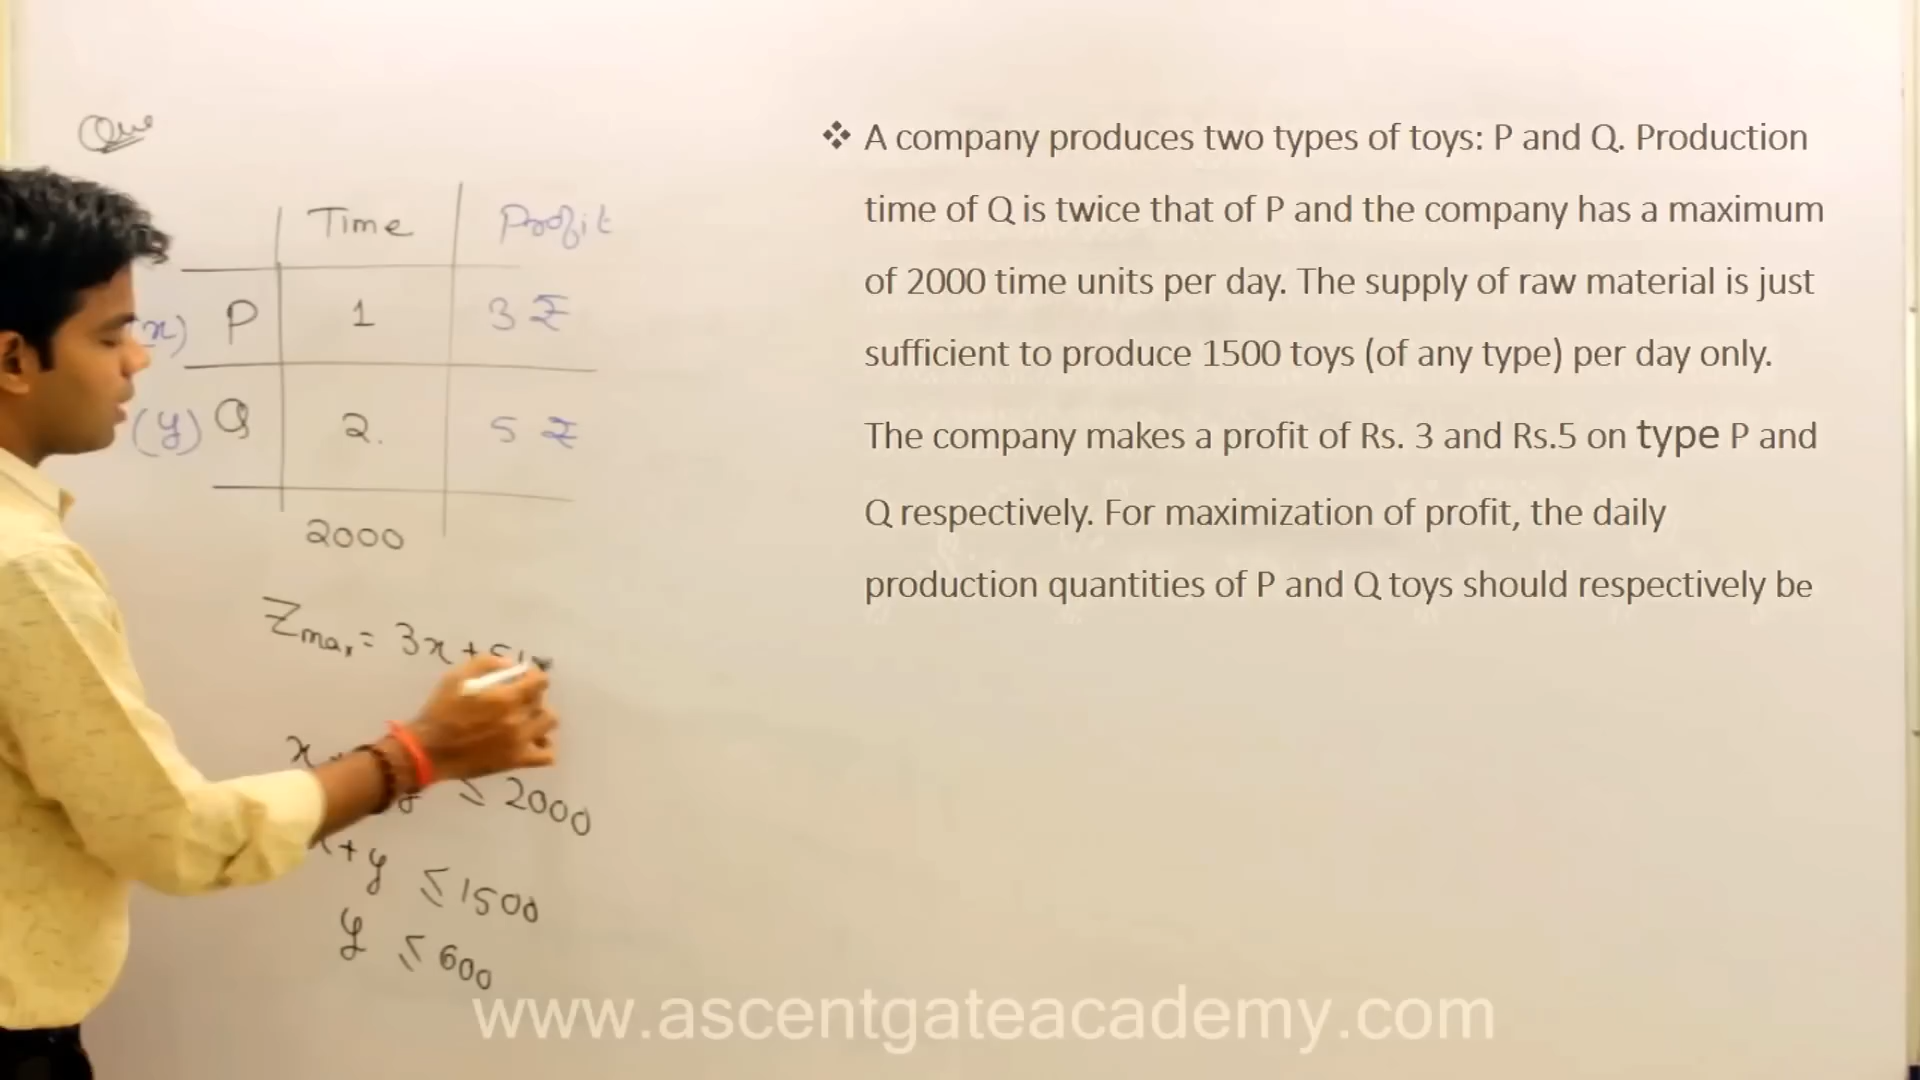 Que
Time Profit
(x) P 1 3 ₹
(y) Q 2. 5 ₹
2000
Zmax = 3x + 5y
x y ≤ 2000
x + y ≤ 1500
y ≤ 600
❖ A company produces two types of toys: P and Q. Production
time of Q is twice that of P and the company has a maximum
of 2000 time units per day. The supply of raw material is just
sufficient to produce 1500 toys (of any type) per day only.
The company makes a profit of Rs. 3 and Rs.5 on type P and
Q respectively. For maximization of profit, the daily
production quantities of P and Q toys should respectively be
www.ascentgateacademy.com